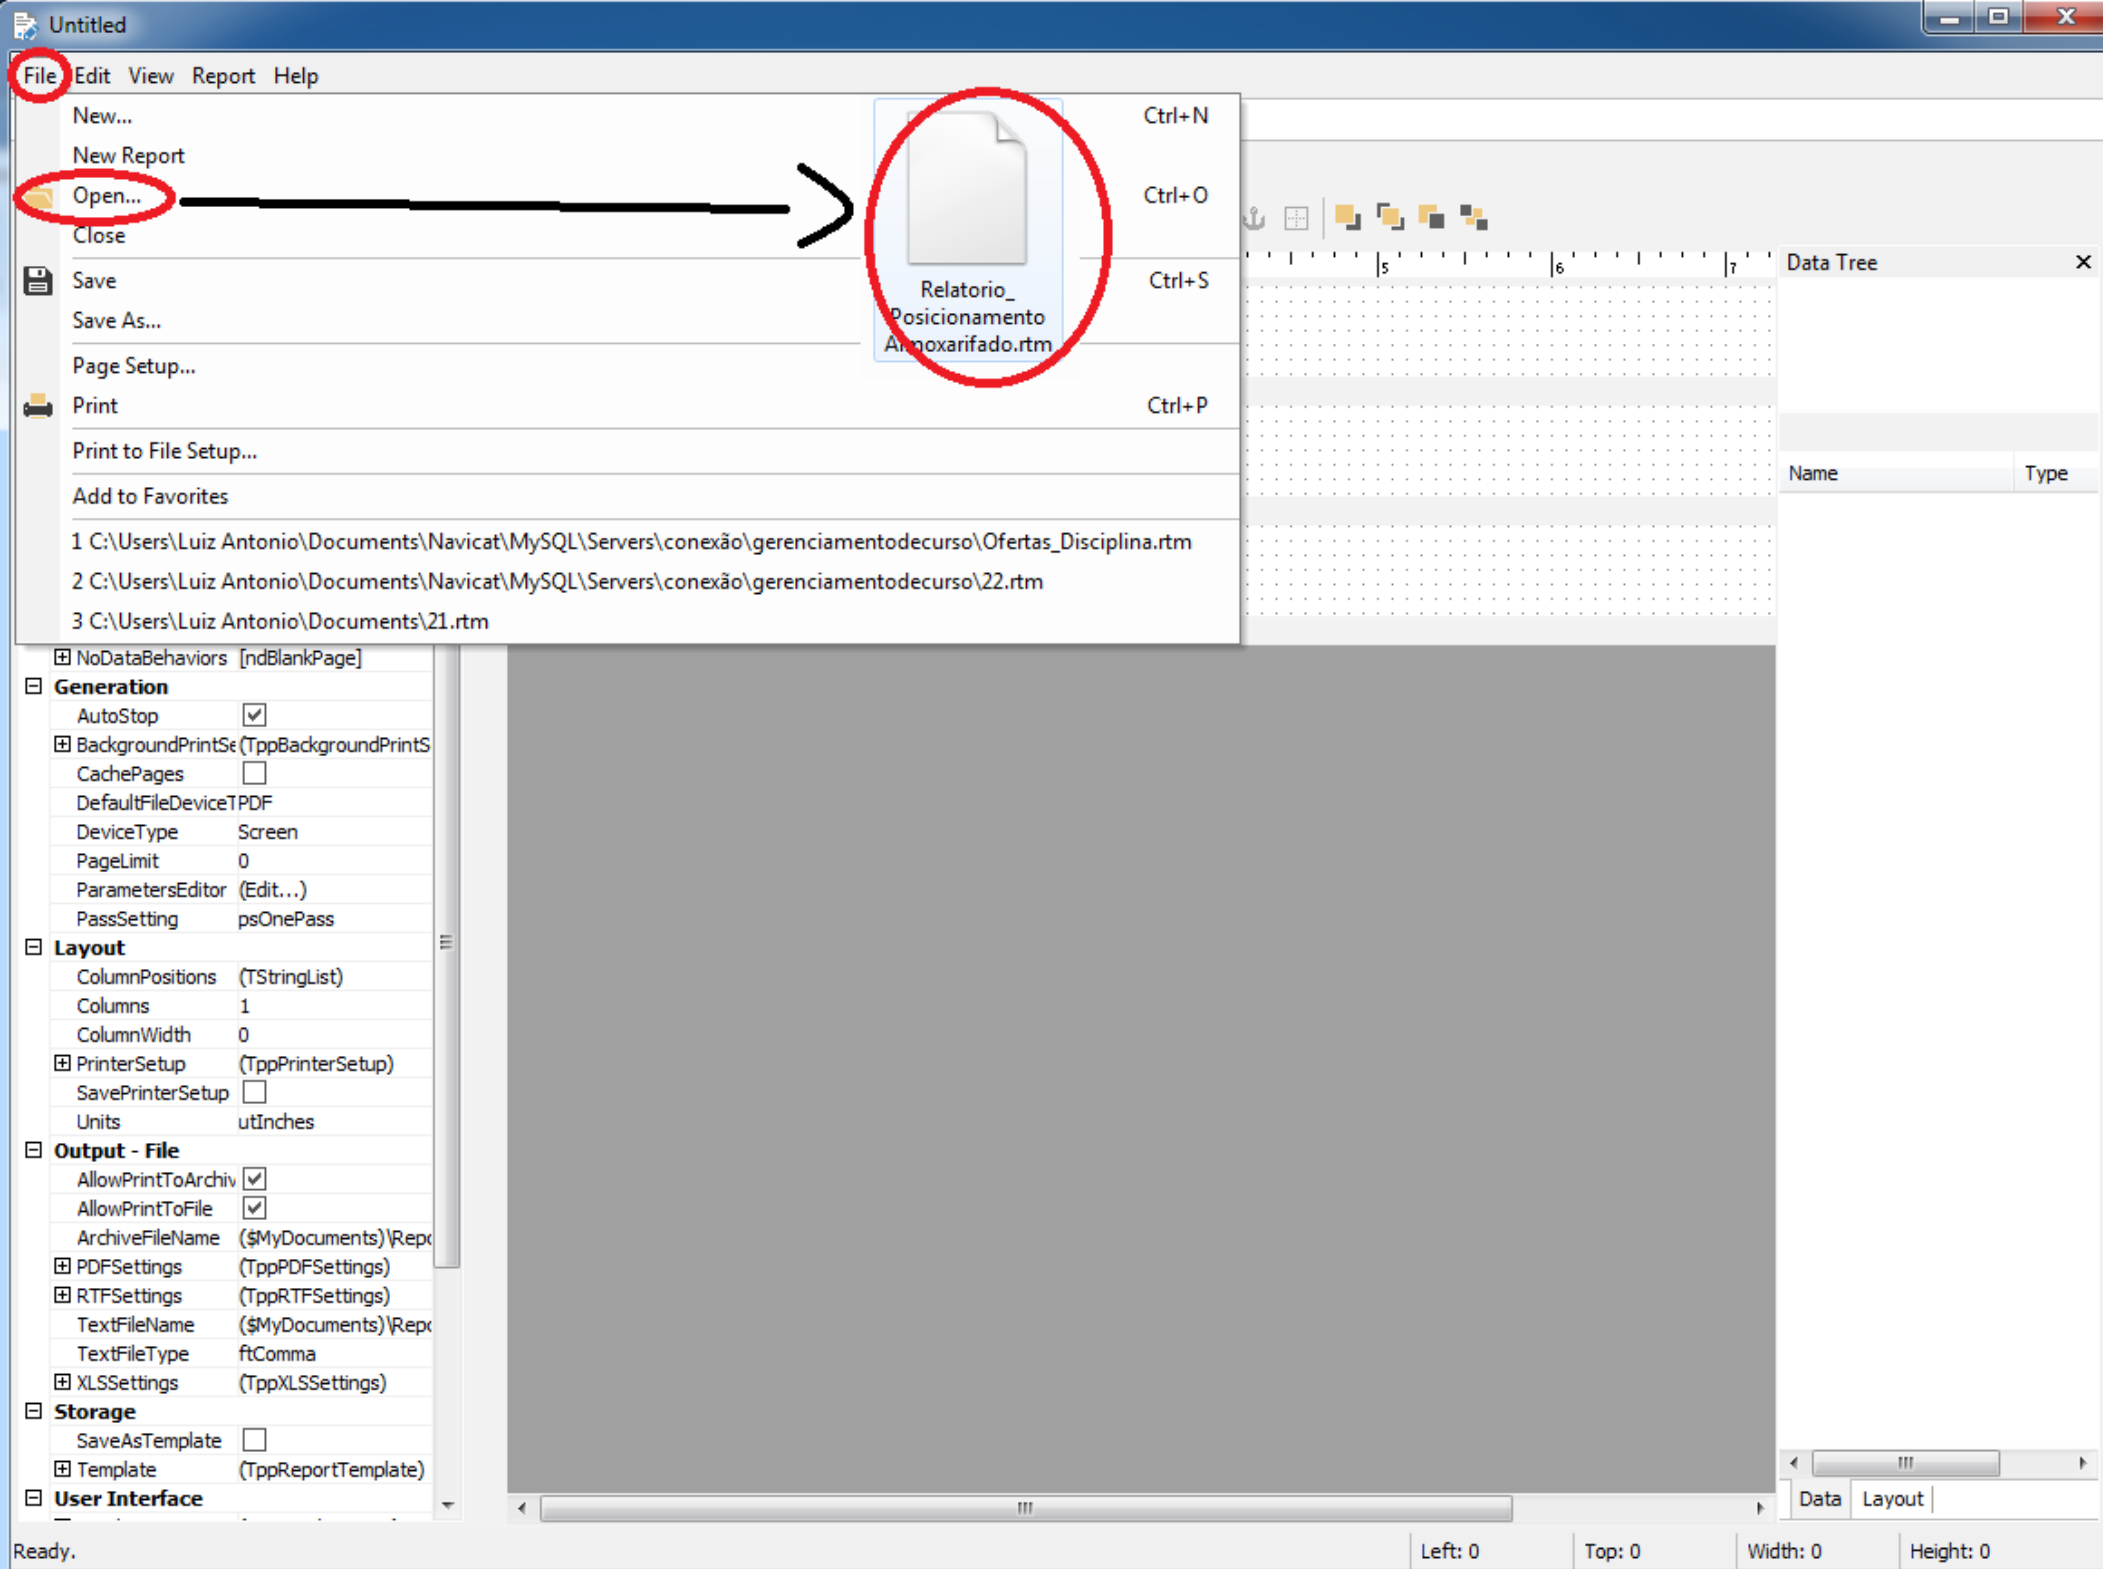 Untitled
File Edit View Report Help
New... Ctrl+N
New Report
Open... Ctrl+O
Close
Save Ctrl+S
Save As...
Page Setup...
Print Ctrl+P
Print to File Setup...
Add to Favorites
1 C:\Users\Luiz Antonio\Documents\Navicat\MySQL\Servers\conexão\gerenciamentodecurso\Ofertas_Disciplina.rtm
2 C:\Users\Luiz Antonio\Documents\Navicat\MySQL\Servers\conexão\gerenciamentodecurso\22.rtm
3 C:\Users\Luiz Antonio\Documents\21.rtm
Relatorio_
Posicionamento
Almoxarifado.rtm
5 6 7
Data Tree
Name Type
NoDataBehaviors [ndBlankPage]
Generation
AutoStop
BackgroundPrintSe (TppBackgroundPrintS
CachePages
DefaultFileDeviceT PDF
DeviceType Screen
PageLimit 0
ParametersEditor (Edit...)
PassSetting psOnePass
Layout
ColumnPositions (TStringList)
Columns 1
ColumnWidth 0
PrinterSetup (TppPrinterSetup)
SavePrinterSetup
Units utInches
Output - File
AllowPrintToArchiv
AllowPrintToFile
ArchiveFileName ($MyDocuments)\Repo
PDFSettings (TppPDFSettings)
RTFSettings (TppRTFSettings)
TextFileName ($MyDocuments)\Repo
TextFileType ftComma
XLSSettings (TppXLSSettings)
Storage
SaveAsTemplate
Template (TppReportTemplate)
User Interface
Data Layout
Ready. Left: 0 Top: 0 Width: 0 Height: 0